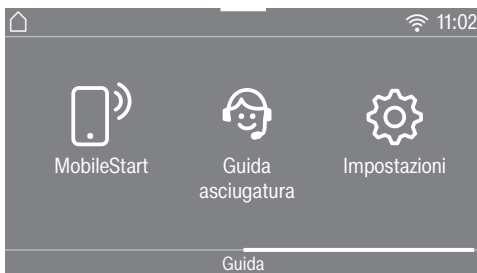 11:02
MobileStart
Guida
asciugatura
Impostazioni
Guida